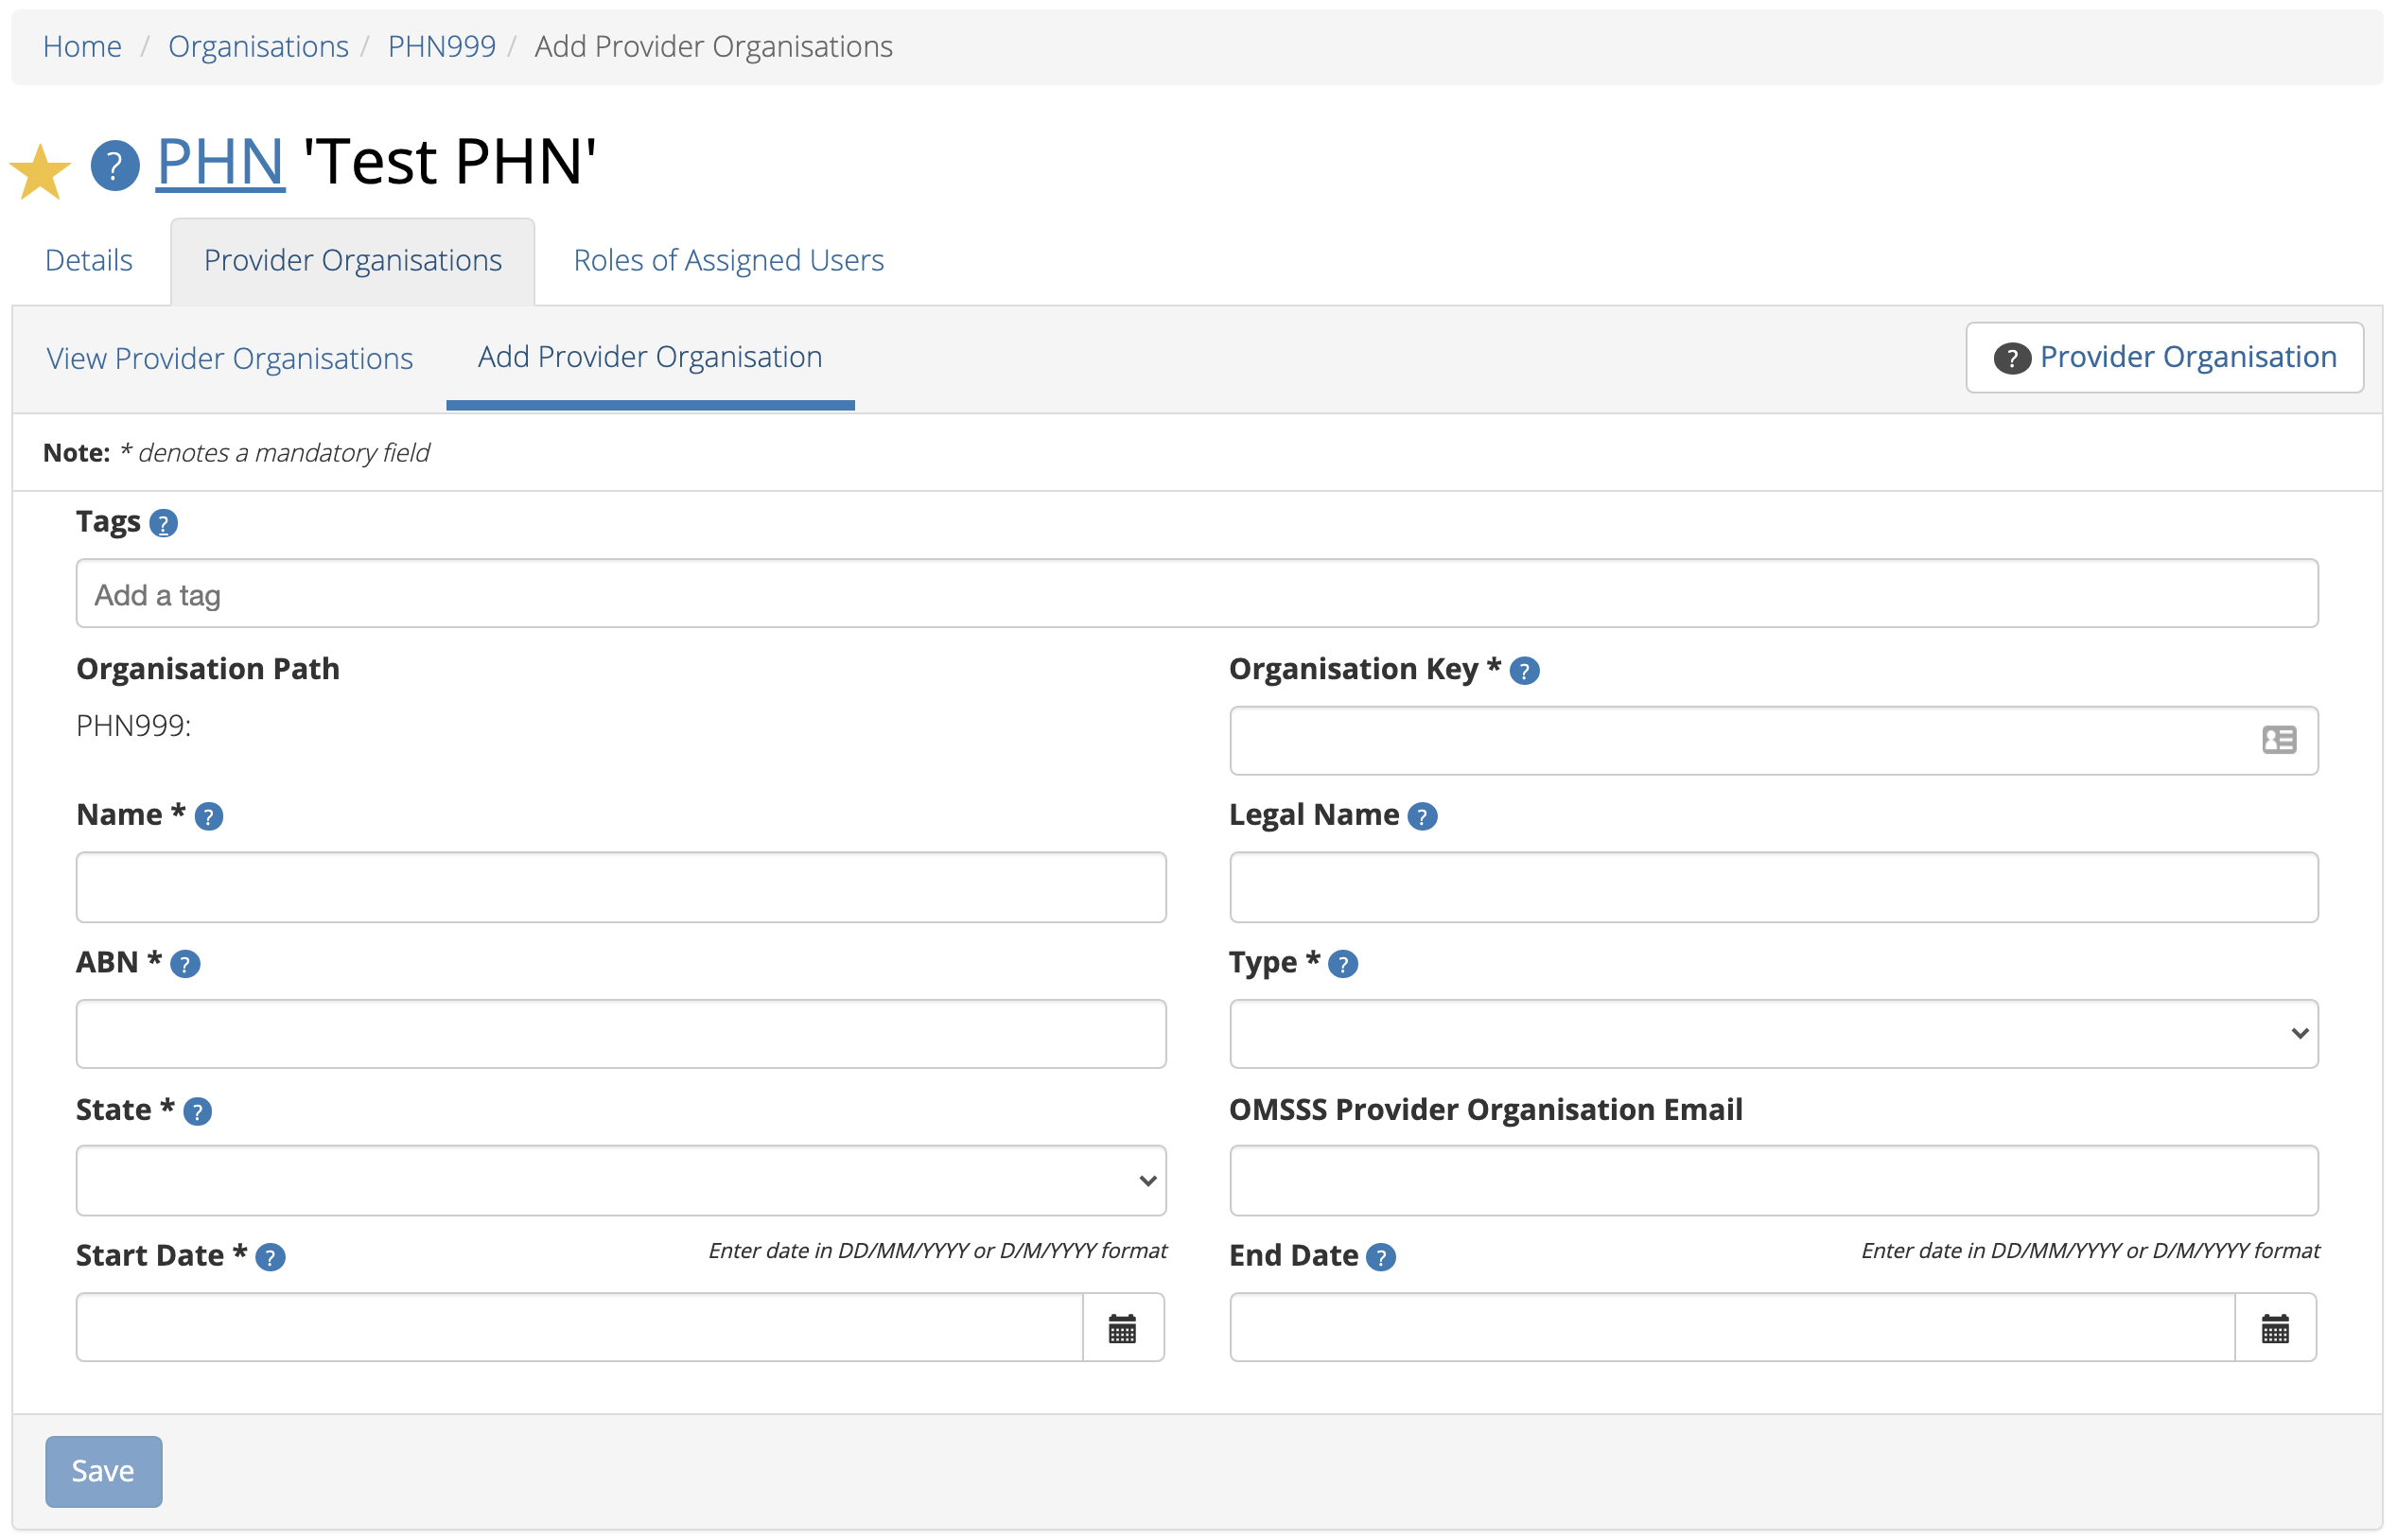 Home / Organisations / PHN999 / Add Provider Organisations
? PHN 'Test PHN'
Details Provider Organisations Roles of Assigned Users
View Provider Organisations Add Provider Organisation ? Provider Organisation
Note: * denotes a mandatory field
Tags ?
Add a tag
Organisation Path Organisation Key * ?
PHN999:
Name * ? Legal Name ?
ABN * ? Type * ?
State * ? OMSSS Provider Organisation Email
Start Date * ? Enter date in DD/MM/YYYY or D/M/YYYY format End Date ? Enter date in DD/MM/YYYY or D/M/YYYY format
Save